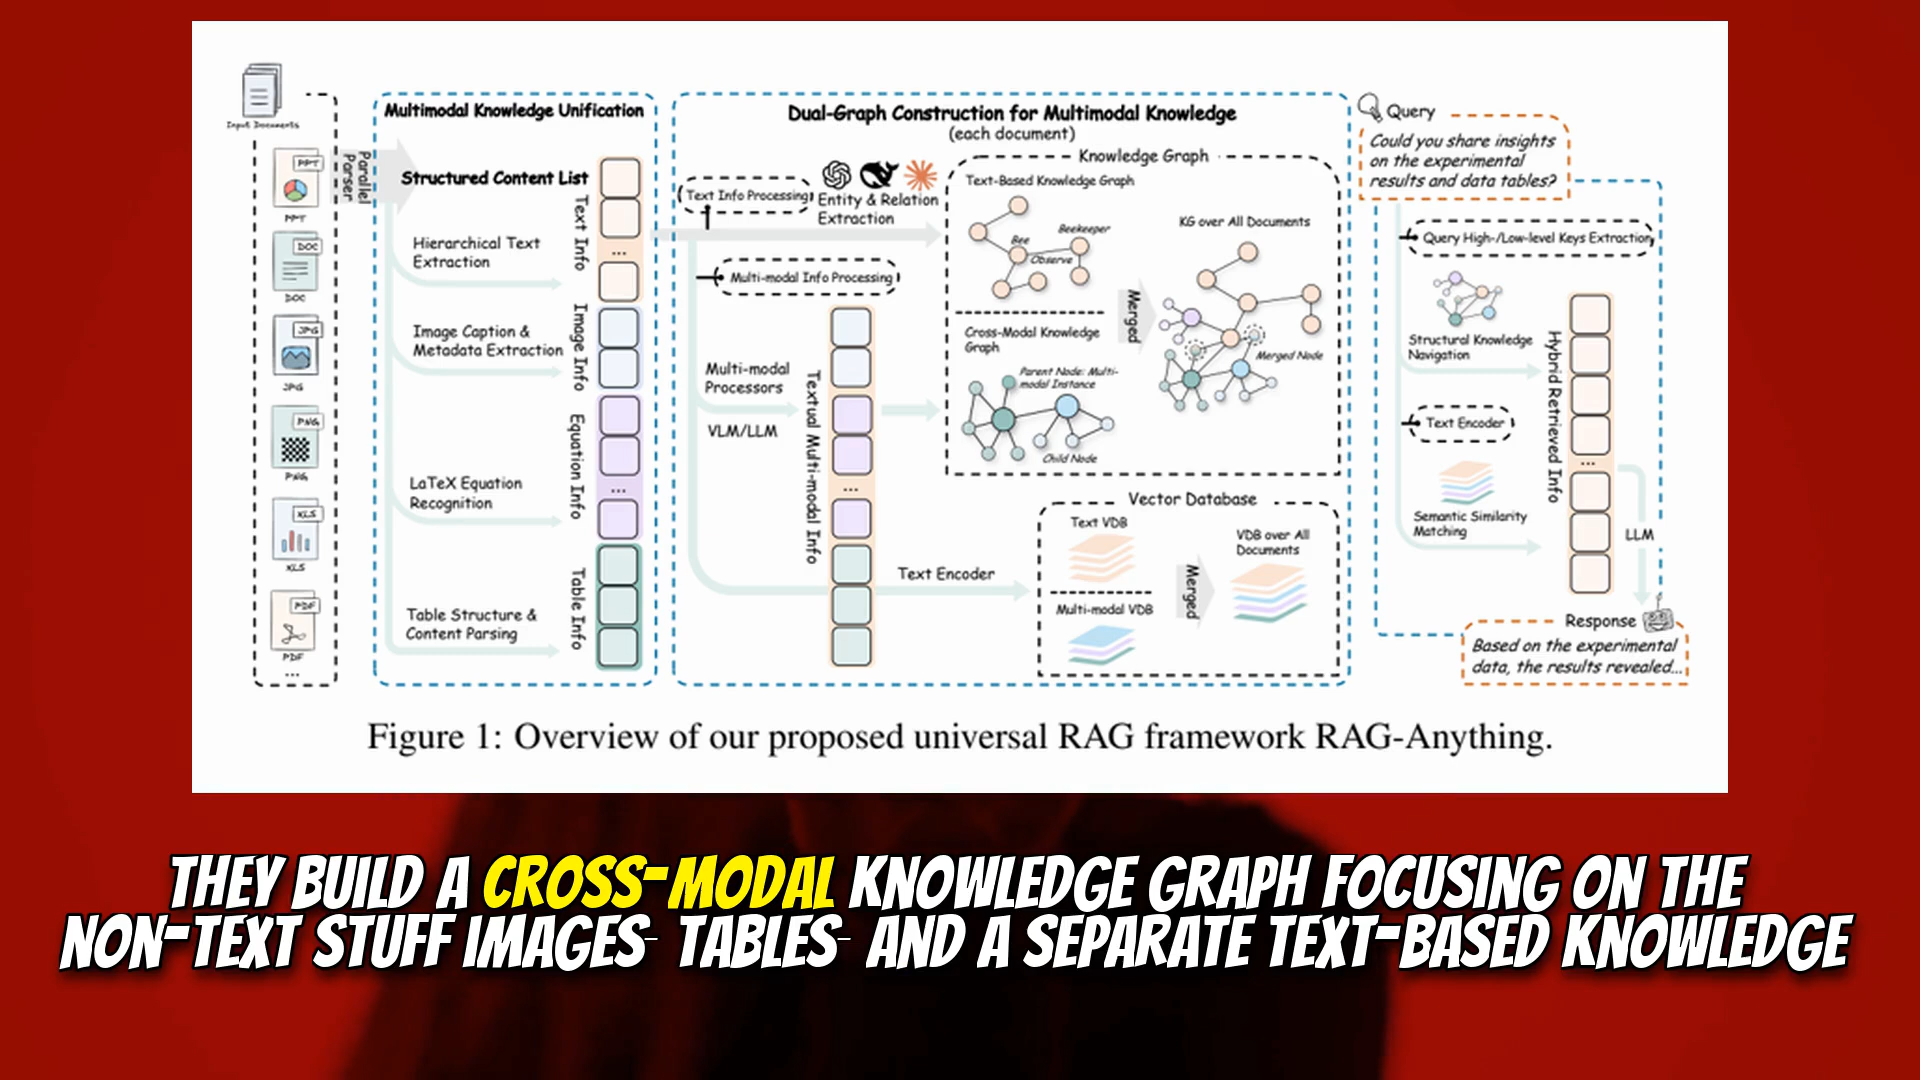 Input Documents
PPT
PPT
DOC
DOC
JPG
JPG
PNG
PNG
XLS
XLS
PDF
PDF
...
Parallel
Parser
Multimodal Knowledge Unification
Structured Content List
Hierarchical Text
Extraction
Image Caption &
Metadata Extraction
LaTeX Equation
Recognition
Table Structure &
Content Parsing
Text Info
Image Info
Equation Info
Table Info
...
...
Dual-Graph Construction for Multimodal Knowledge
(each document)
Text Info Processing
Entity & Relation
Extraction
Multi-modal Info Processing
Multi-modal
Processors
VLM/LLM
Textual Multi-modal Info
...
Text Encoder
Knowledge Graph
Text-Based Knowledge Graph
Bee
Beekeeper
Observe
Cross-Modal Knowledge
Graph
Parent Node: Multi-
modal Instance
Child Node
Merged
KG over All Documents
Merged Node
Vector Database
Text VDB
Multi-modal VDB
Merged
VDB over All
Documents
Query
Could you share insights
on the experimental
results and data tables?
Query High-/Low-level Keys Extraction
Structural Knowledge
Navigation
Text Encoder
Semantic Similarity
Matching
Hybrid Retrieved Info
...
LLM
Response
Based on the experimental
data, the results revealed...
Figure 1: Overview of our proposed universal RAG framework RAG-Anything.
THEY BUILD A CROSS-MODAL KNOWLEDGE GRAPH FOCUSING ON THE
NON-TEXT STUFF IMAGES- TABLES- AND A SEPARATE TEXT-BASED KNOWLEDGE